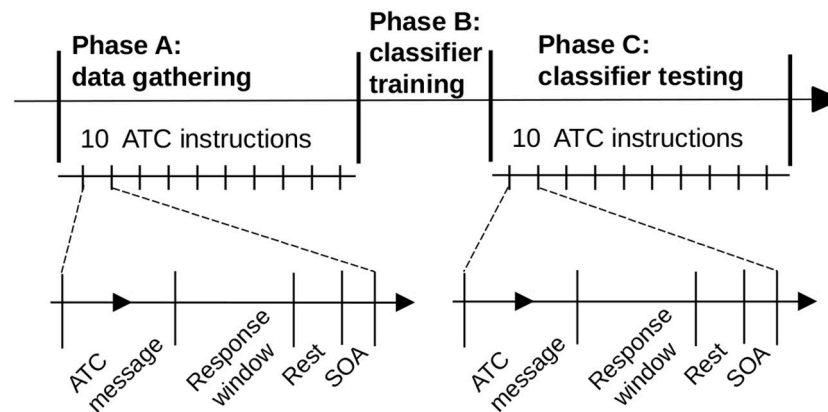 Phase A:
data gathering
Phase B:
classifier
training
Phase C:
classifier testing
10 ATC instructions
10 ATC instructions
ATC
message
Response
window
Rest
SOA
ATC
message
Response
window
Rest
SOA